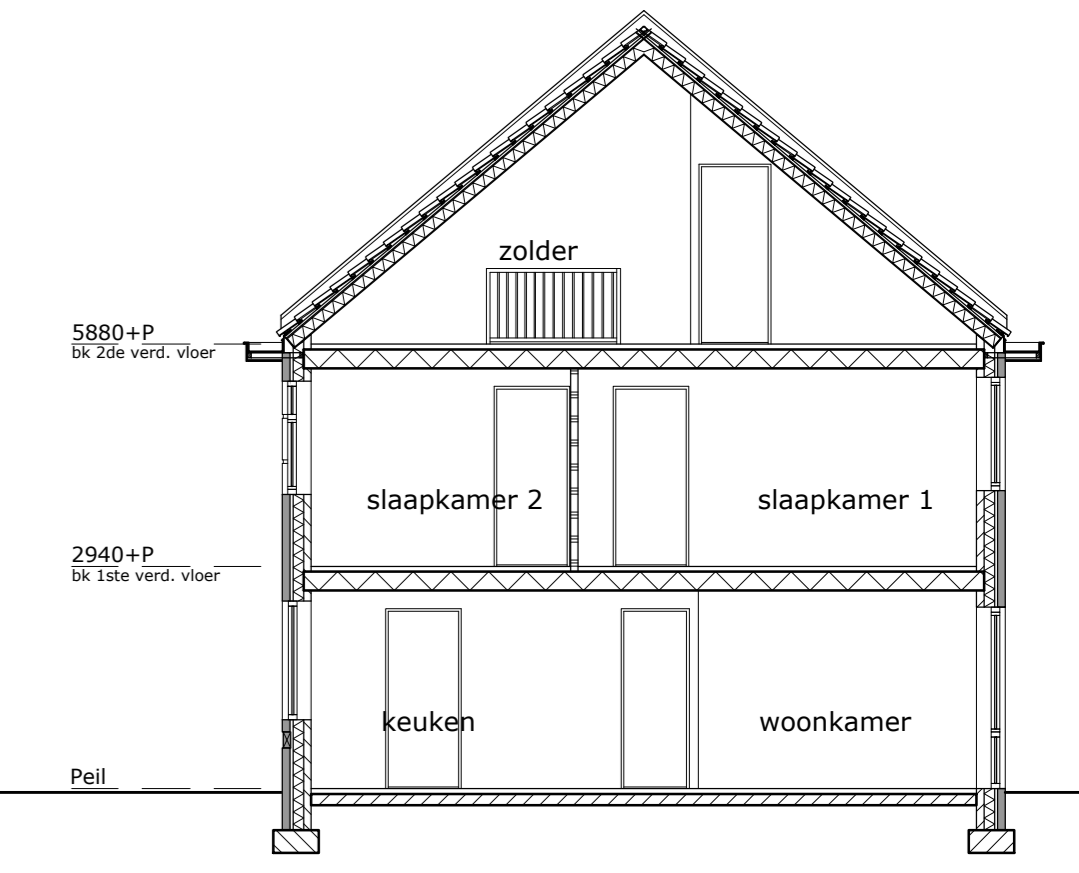 zolder
5880+P
bk 2de verd. vloer
slaapkamer 2
slaapkamer 1
2940+P
bk 1ste verd. vloer
keuken
woonkamer
Peil